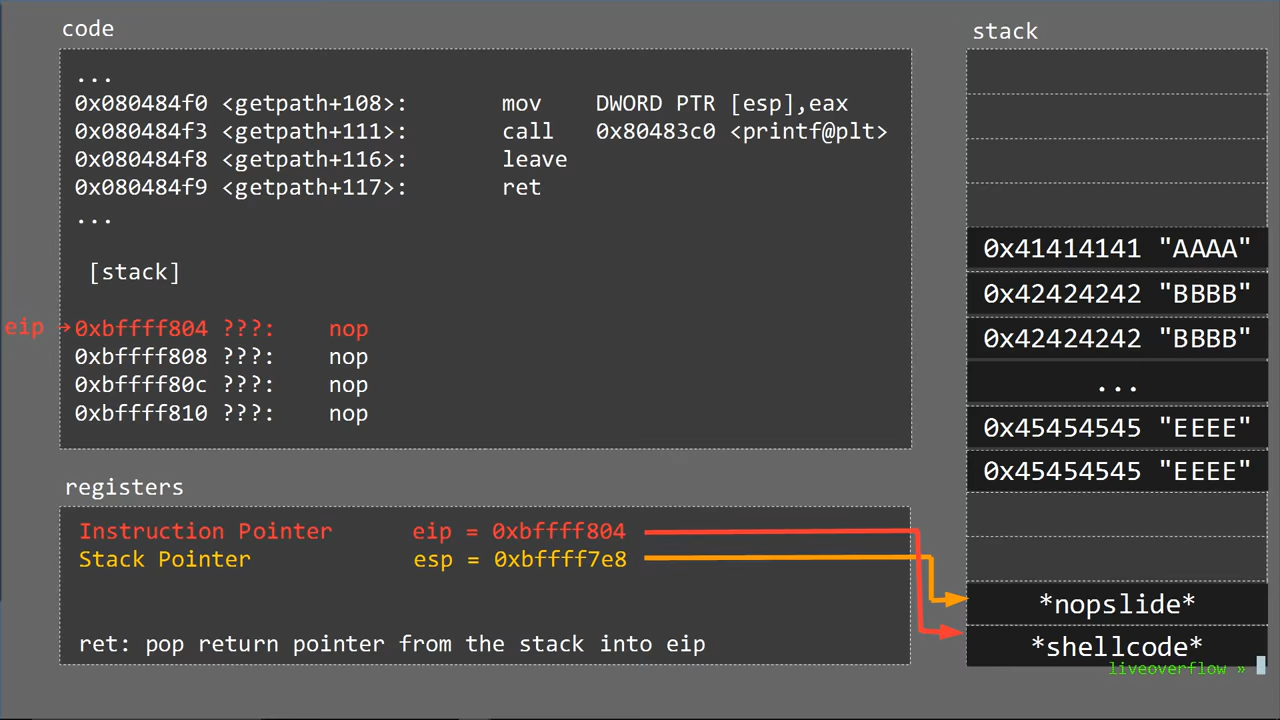 code
...
0x080484f0 <getpath+108>: mov DWORD PTR [esp],eax
0x080484f3 <getpath+111>: call 0x80483c0 <printf@plt>
0x080484f8 <getpath+116>: leave
0x080484f9 <getpath+117>: ret
...
[stack]
eip → 0xbffff804 ???: nop
0xbffff808 ???: nop
0xbffff80c ???: nop
0xbffff810 ???: nop
registers
Instruction Pointer eip = 0xbffff804
Stack Pointer esp = 0xbffff7e8
ret: pop return pointer from the stack into eip
stack
0x41414141 "AAAA"
0x42424242 "BBBB"
0x42424242 "BBBB"
...
0x45454545 "EEEE"
0x45454545 "EEEE"
*nopslide*
*shellcode*
liveoverflow »